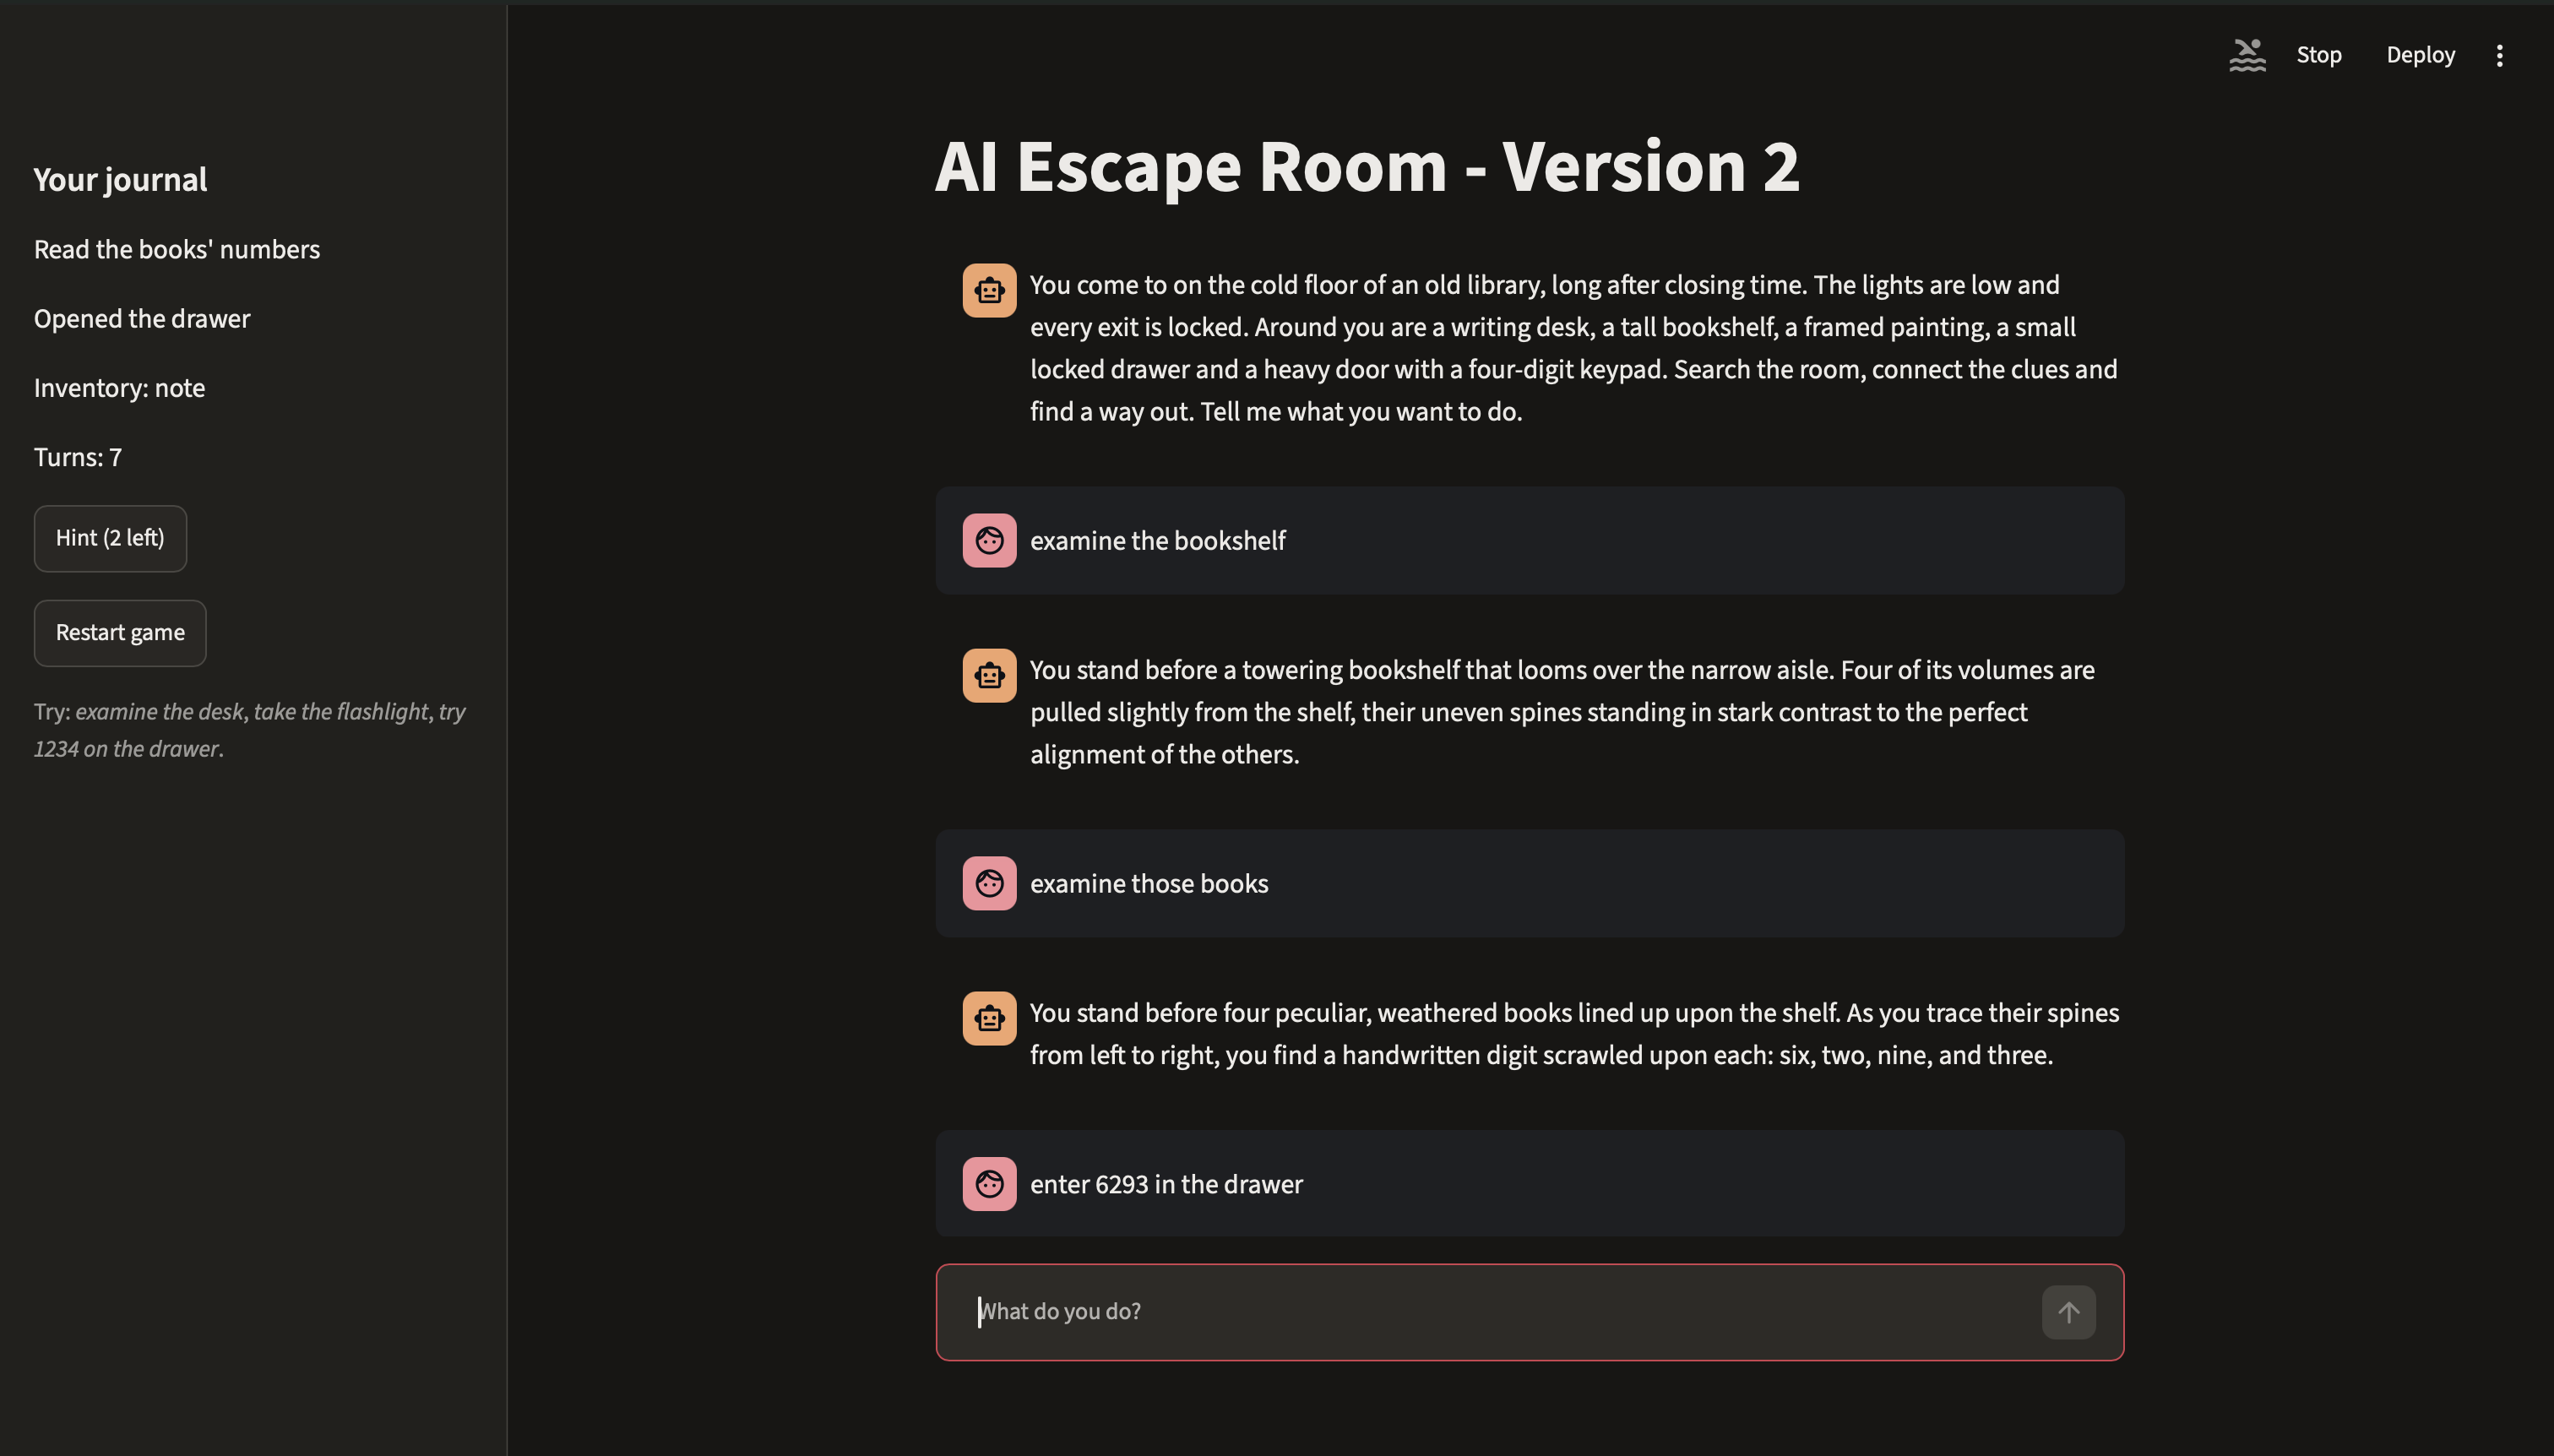 Stop
Deploy
Your journal
Read the books' numbers
Opened the drawer
Inventory: note
Turns: 7
Hint (2 left)
Restart game
Try: examine the desk, take the flashlight, try
1234 on the drawer.
AI Escape Room - Version 2
You come to on the cold floor of an old library, long after closing time. The lights are low and
every exit is locked. Around you are a writing desk, a tall bookshelf, a framed painting, a small
locked drawer and a heavy door with a four-digit keypad. Search the room, connect the clues and
find a way out. Tell me what you want to do.
examine the bookshelf
You stand before a towering bookshelf that looms over the narrow aisle. Four of its volumes are
pulled slightly from the shelf, their uneven spines standing in stark contrast to the perfect
alignment of the others.
examine those books
You stand before four peculiar, weathered books lined up upon the shelf. As you trace their spines
from left to right, you find a handwritten digit scrawled upon each: six, two, nine, and three.
enter 6293 in the drawer
What do you do?